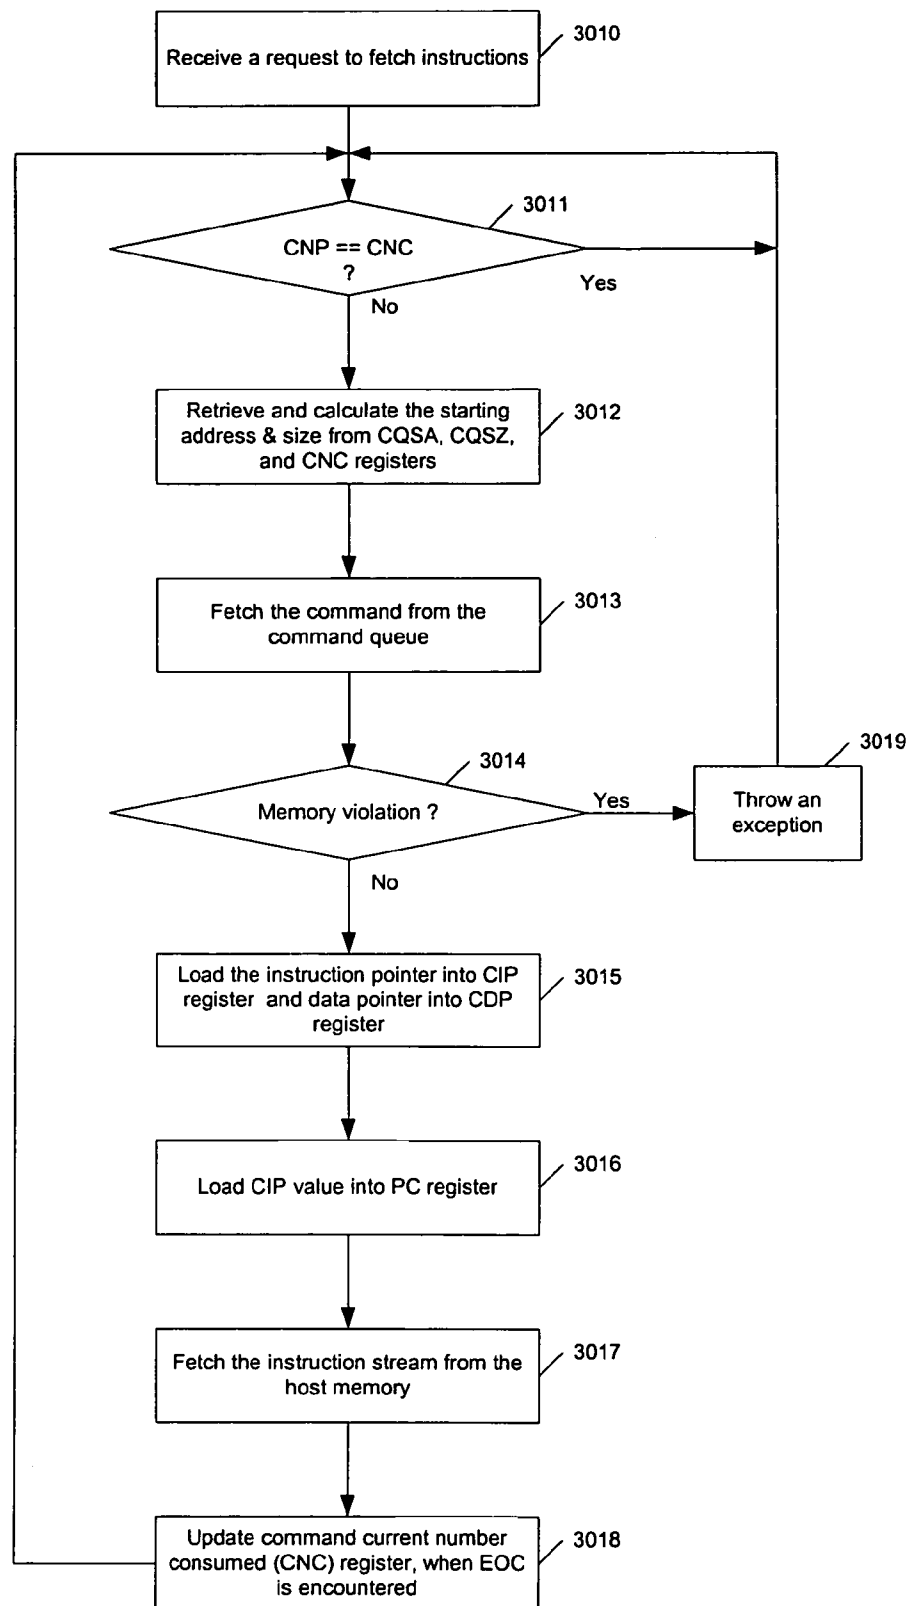 Receive a request to fetch instructions
3010
3011
CNP == CNC
?
Yes
No
Retrieve and calculate the starting
address & size from CQSA, CQSZ,
and CNC registers
3012
Fetch the command from the
command queue
3013
3014
Memory violation ?
Yes
No
3019
Throw an
exception
Load the instruction pointer into CIP
register and data pointer into CDP
register
3015
Load CIP value into PC register
3016
Fetch the instruction stream from the
host memory
3017
Update command current number
consumed (CNC) register, when EOC
is encountered
3018